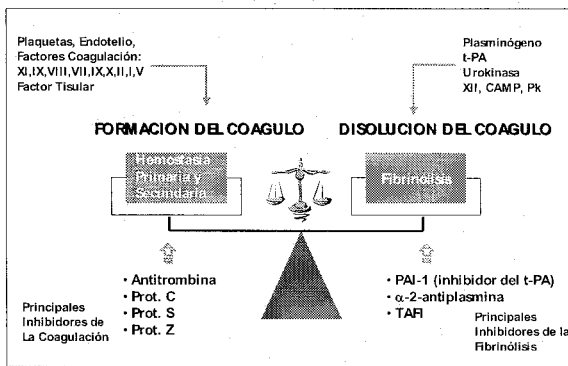 Plaquetas, Endotelio,
Factores Coagulación:
XI,IX,VIII,VII,IX,X,II,I,V
Factor Tisular
Plasminógeno
t-PA
Urokinasa
XII, CAMP, Pk
FORMACION DEL COAGULO
DISOLUCION DEL COAGULO
Hemostasia
Primaria y
Secundaria
Fibrinólisis
• Antitrombina
• Prot. C
• Prot. S
• Prot. Z
Principales
Inhibidores de
La Coagulación
• PAI-1 (inhibidor del t-PA)
• α-2-antiplasmina
• TAFI
Principales
Inhibidores de la
Fibrinólisis